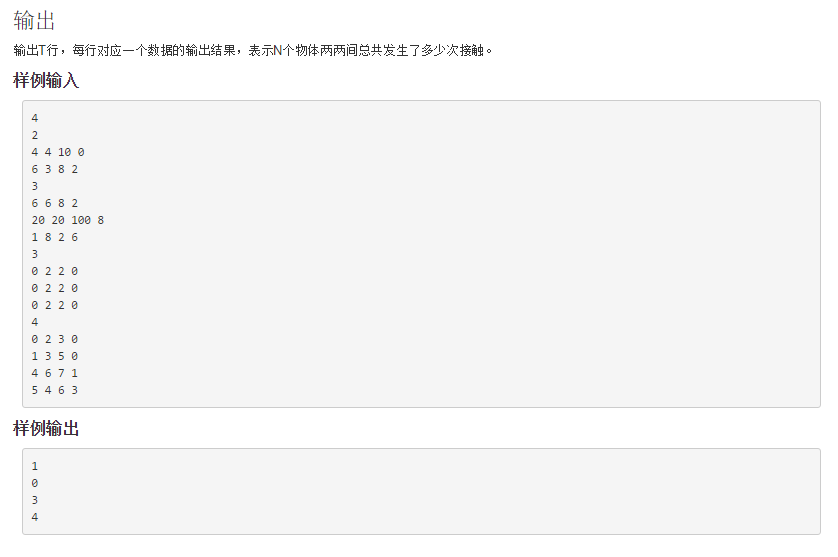 输出
输出T行，每行对应一个数据的输出结果，表示N个物体两两间总共发生了多少次接触。
样例输入
4
2
4 4 10 0
6 3 8 2
3
6 6 8 2
20 20 100 8
1 8 2 6
3
0 2 2 0
0 2 2 0
0 2 2 0
4
0 2 3 0
1 3 5 0
4 6 7 1
5 4 6 3
样例输出
1
0
3
4